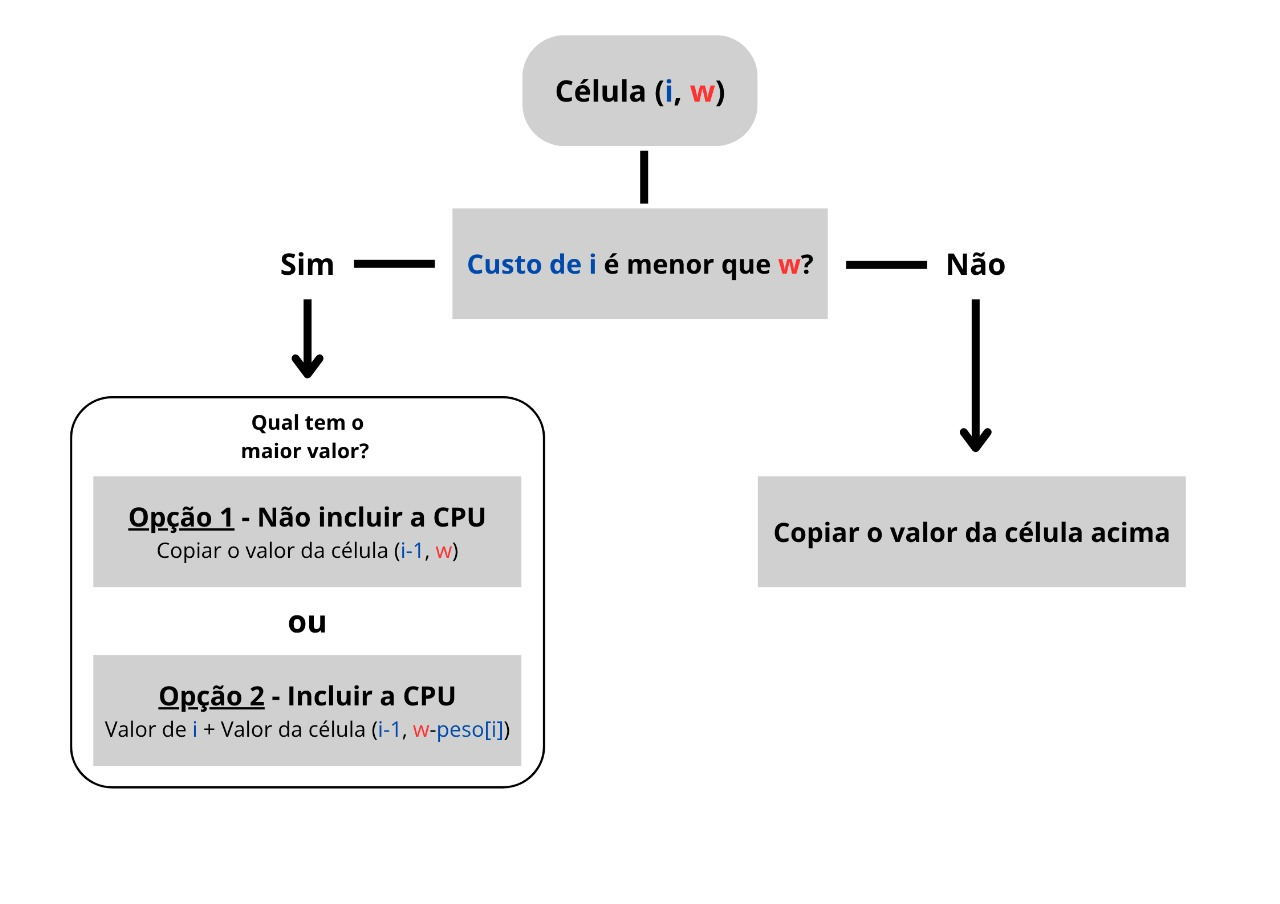 Célula (i, w)
Sim
Custo de i é menor que w?
Não
Qual tem o
maior valor?
Opção 1 - Não incluir a CPU
Copiar o valor da célula (i-1, w)
ou
Opção 2 - Incluir a CPU
Valor de i + Valor da célula (i-1, w-peso[i])
Copiar o valor da célula acima